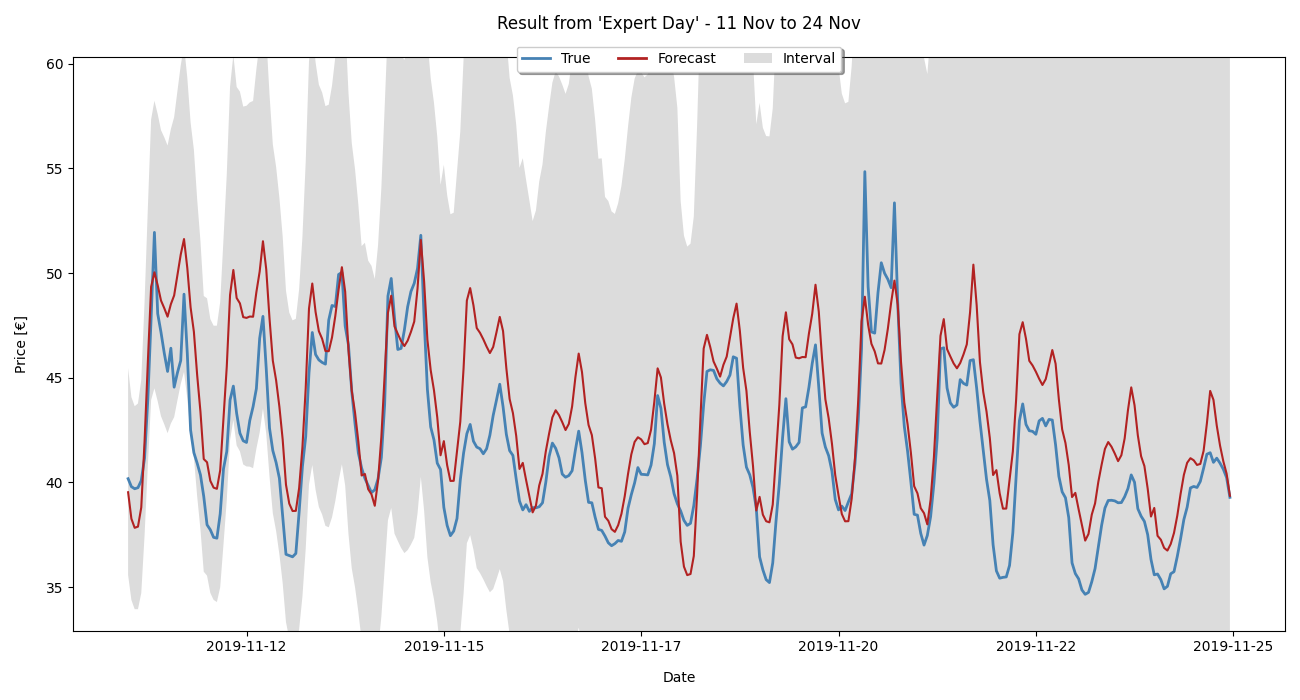 Result from 'Expert Day' - 11 Nov to 24 Nov
True
Forecast
Interval
60
55
50
45
40
35
Price [€]
2019-11-12
2019-11-15
2019-11-17
2019-11-20
2019-11-22
2019-11-25
Date